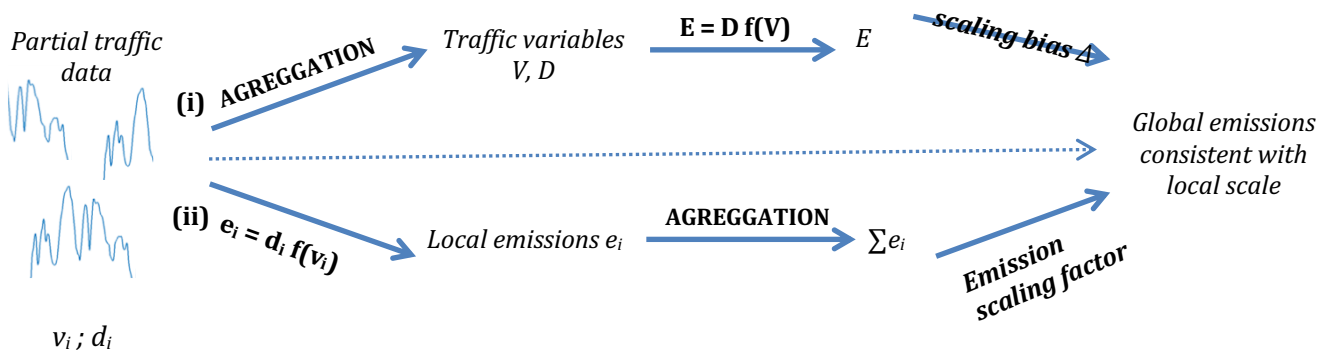 Partial traffic
data
(i)
AGREGGATION
Traffic variables
V, D
E = D f(V)
E
scaling bias Δ
Global emissions
consistent with
local scale
(ii)
eᵢ = dᵢ f(vᵢ)
Local emissions eᵢ
AGREGGATION
∑eᵢ
Emission
scaling factor
vᵢ ; dᵢ